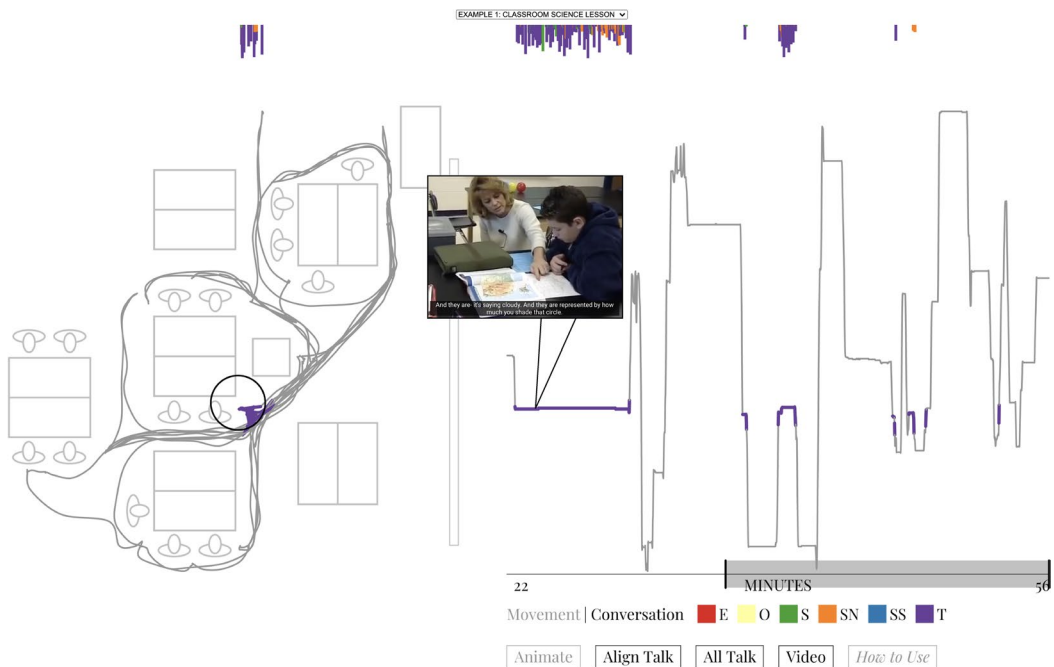 EXAMPLE 1: CLASSROOM SCIENCE LESSON
And they are- it's saying cloudy. And they are represented by how
much you shade that circle.
22
MINUTES
56
Movement | Conversation E O S SN SS T
Animate Align Talk All Talk Video How to Use